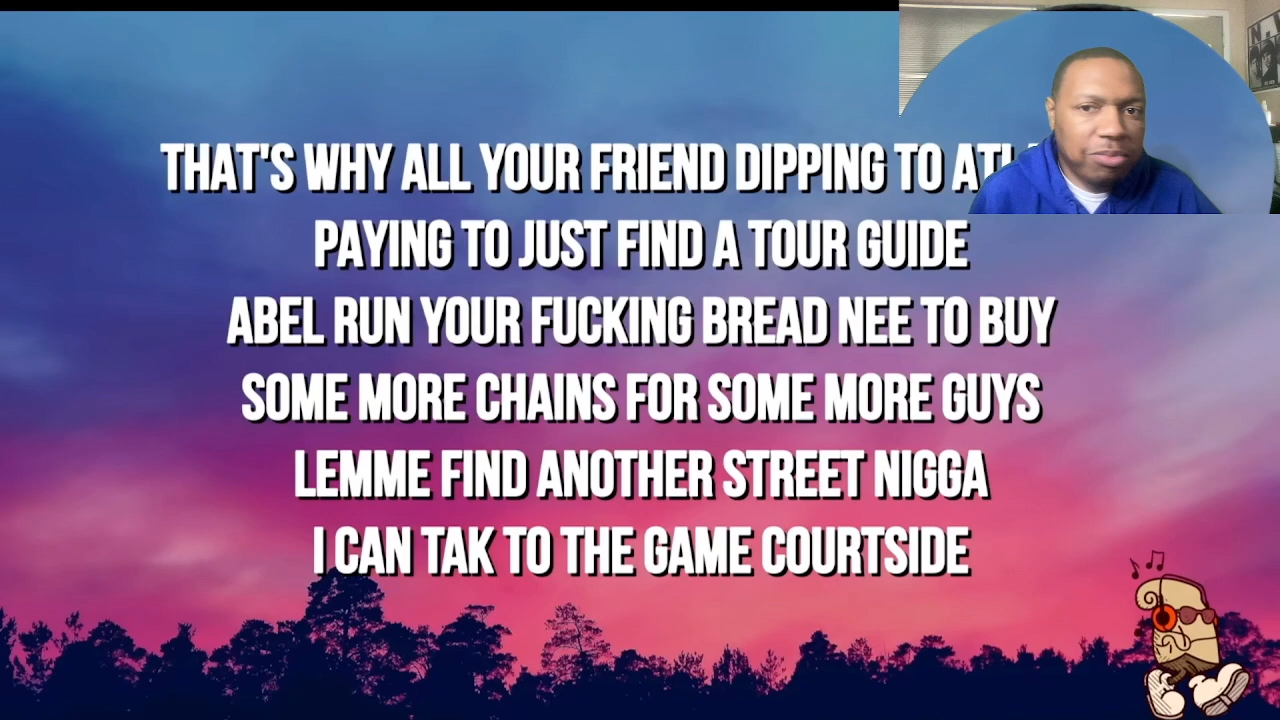 THAT'S WHY ALL YOUR FRIEND DIPPING TO
PAYING TO JUST FIND A TOUR GUIDE
ABEL RUN YOUR FUCKING BREAD NEE TO BUY
SOME MORE CHAINS FOR SOME MORE GUYS
LEMME FIND ANOTHER STREET NIGGA
I CAN TAK TO THE GAME COURTSIDE